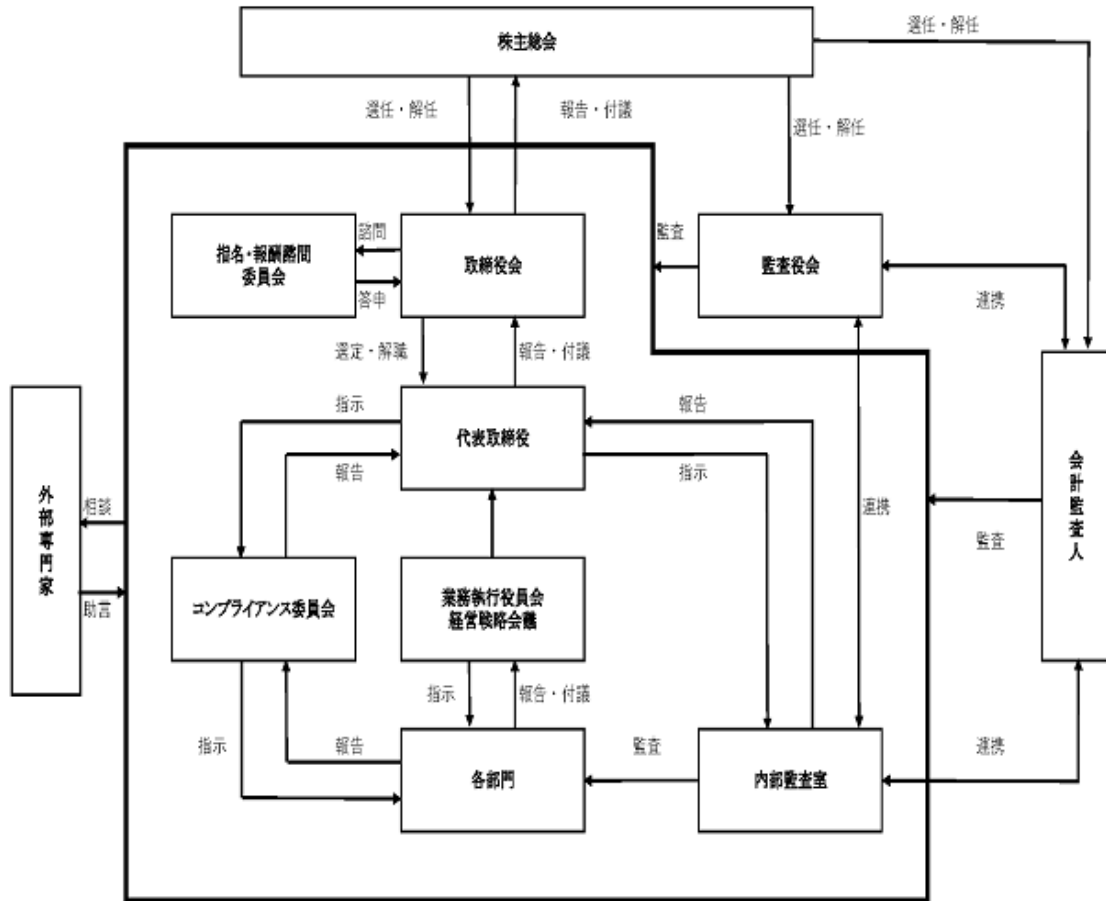 株主総会
選任・解任
選任・解任
報告・付議
選任・解任
指名・報酬諮問
委員会
諮問
答申
取締役会
監査
監査役会
連携
選定・解職
報告・付議
指示
代表取締役
報告
報告
指示
連携
外部専門家
相談
助言
会計監査人
監査
コンプライアンス委員会
業務執行役員会
経営戦略会議
指示
報告・付議
指示
報告
各部門
監査
内部監査室
連携